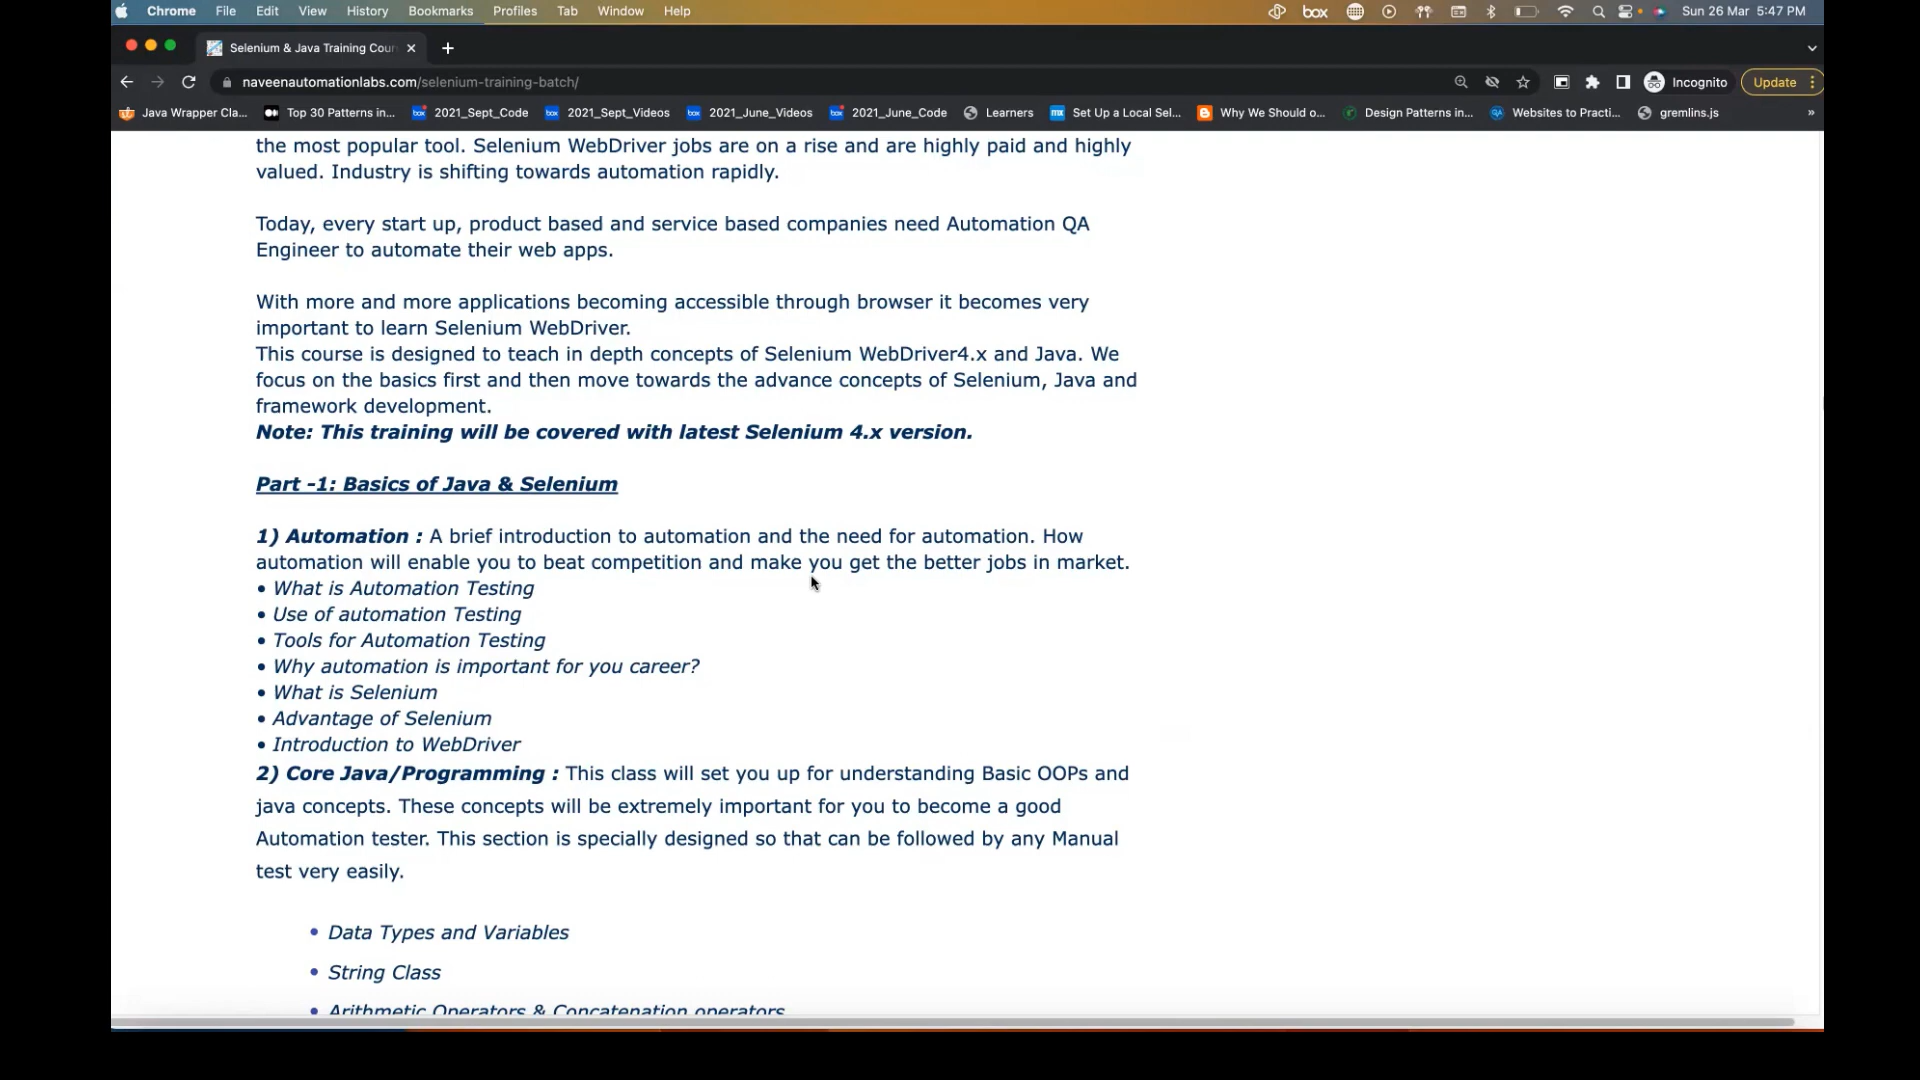 Chrome File Edit View History Bookmarks Profiles Tab Window Help box Sun 26 Mar 5:47 PM
Selenium & Java Training Cour
naveenautomationlabs.com/selenium-training-batch/ Incognito Update
Java Wrapper Cla... Top 30 Patterns in... box 2021_Sept_Code box 2021_Sept_Videos box 2021_June_Videos box 2021_June_Code Learners Set Up a Local Sel... Why We Should o... Design Patterns in... Websites to Practi... gremlins.js »
the most popular tool. Selenium WebDriver jobs are on a rise and are highly paid and highly
valued. Industry is shifting towards automation rapidly.
Today, every start up, product based and service based companies need Automation QA
Engineer to automate their web apps.
With more and more applications becoming accessible through browser it becomes very
important to learn Selenium WebDriver.
This course is designed to teach in depth concepts of Selenium WebDriver4.x and Java. We
focus on the basics first and then move towards the advance concepts of Selenium, Java and
framework development.
Note: This training will be covered with latest Selenium 4.x version.
Part -1: Basics of Java & Selenium
1) Automation : A brief introduction to automation and the need for automation. How
automation will enable you to beat competition and make you get the better jobs in market.
• What is Automation Testing
• Use of automation Testing
• Tools for Automation Testing
• Why automation is important for you career?
• What is Selenium
• Advantage of Selenium
• Introduction to WebDriver
2) Core Java/Programming : This class will set you up for understanding Basic OOPs and
java concepts. These concepts will be extremely important for you to become a good
Automation tester. This section is specially designed so that can be followed by any Manual
test very easily.
• Data Types and Variables
• String Class
• Arithmetic Operators & Concatenation operators